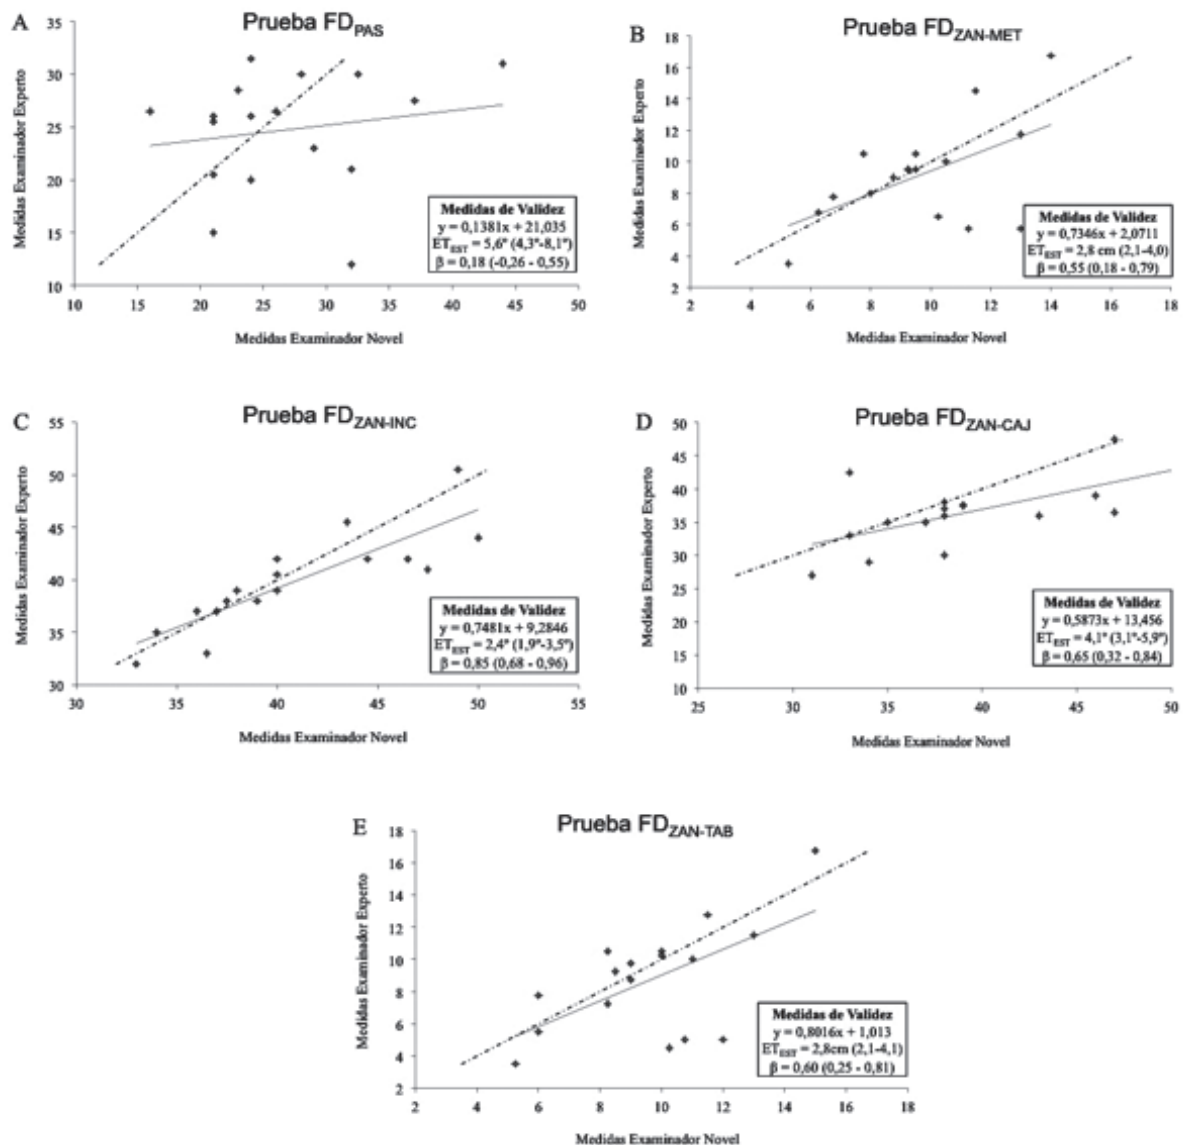 A
Prueba FD_PAS
35
30
25
20
15
10
10 15 20 25 30 35 40 45 50
Medidas Examinador Experto
Medidas Examinador Novel
Medidas de Validez
y = 0,1381x + 21,035
ET_EST = 5,6º (4,3º-8,1º)
β = 0,18 (-0,26 - 0,55)
B
Prueba FD_ZAN-MET
18
16
14
12
10
8
6
4
2
2 4 6 8 10 12 14 16 18
Medidas Examinador Experto
Medidas Examinador Novel
Medidas de Validez
y = 0,7346x + 2,0711
ET_EST = 2,8 cm (2,1-4,0)
β = 0,55 (0,18 - 0,79)
C
Prueba FD_ZAN-INC
55
50
45
40
35
30
30 35 40 45 50 55
Medidas Examinador Experto
Medidas Examinador Novel
Medidas de Validez
y = 0,7481x + 9,2846
ET_EST = 2,4º (1,9º-3,5º)
β = 0,85 (0,68 - 0,96)
D
Prueba FD_ZAN-CAJ
50
45
40
35
30
25
20
15
10
25 30 35 40 45 50
Medidas Examinador Experto
Medidas Examinador Novel
Medidas de Validez
y = 0,5873x + 13,456
ET_EST = 4,1º (3,1º-5,9º)
β = 0,65 (0,32 - 0,84)
E
Prueba FD_ZAN-TAB
18
16
14
12
10
8
6
4
2
2 4 6 8 10 12 14 16 18
Medidas Examinador Experto
Medidas Examinador Novel
Medidas de Validez
y = 0,8016x + 1,013
ET_EST = 2,8cm (2,1-4,1)
β = 0,60 (0,25 - 0,81)